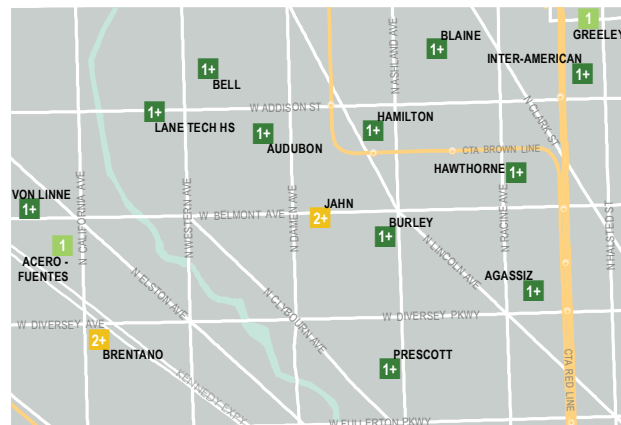 1
GREELEY
BLAINE
1+
INTER-AMERICAN
1+
1+
BELL
N ASHLAND AVE
N CLARK ST
W ADDISON ST
1+
LANE TECH HS
1+
AUDUBON
HAMILTON
1+
CTA BROWN LINE
HAWTHORNE
1+
VON LINNE
1+
N CALIFORNIA AVE
N WESTERN AVE
N DAMEN AVE
N RACINE AVE
N HALSTED ST
JAHN
2+
W BELMONT AVE
BURLEY
1+
1
ACERO -
FUENTES
N ELSTON AVE
N CLYBOURN AVE
N LINCOLN AVE
AGASSIZ
1+
W DIVERSEY AVE
W DIVERSEY PKWY
2+
BRENTANO
KENNEDY EXPY
PRESCOTT
1+
CTA RED LINE
W FULLERTON PKWY